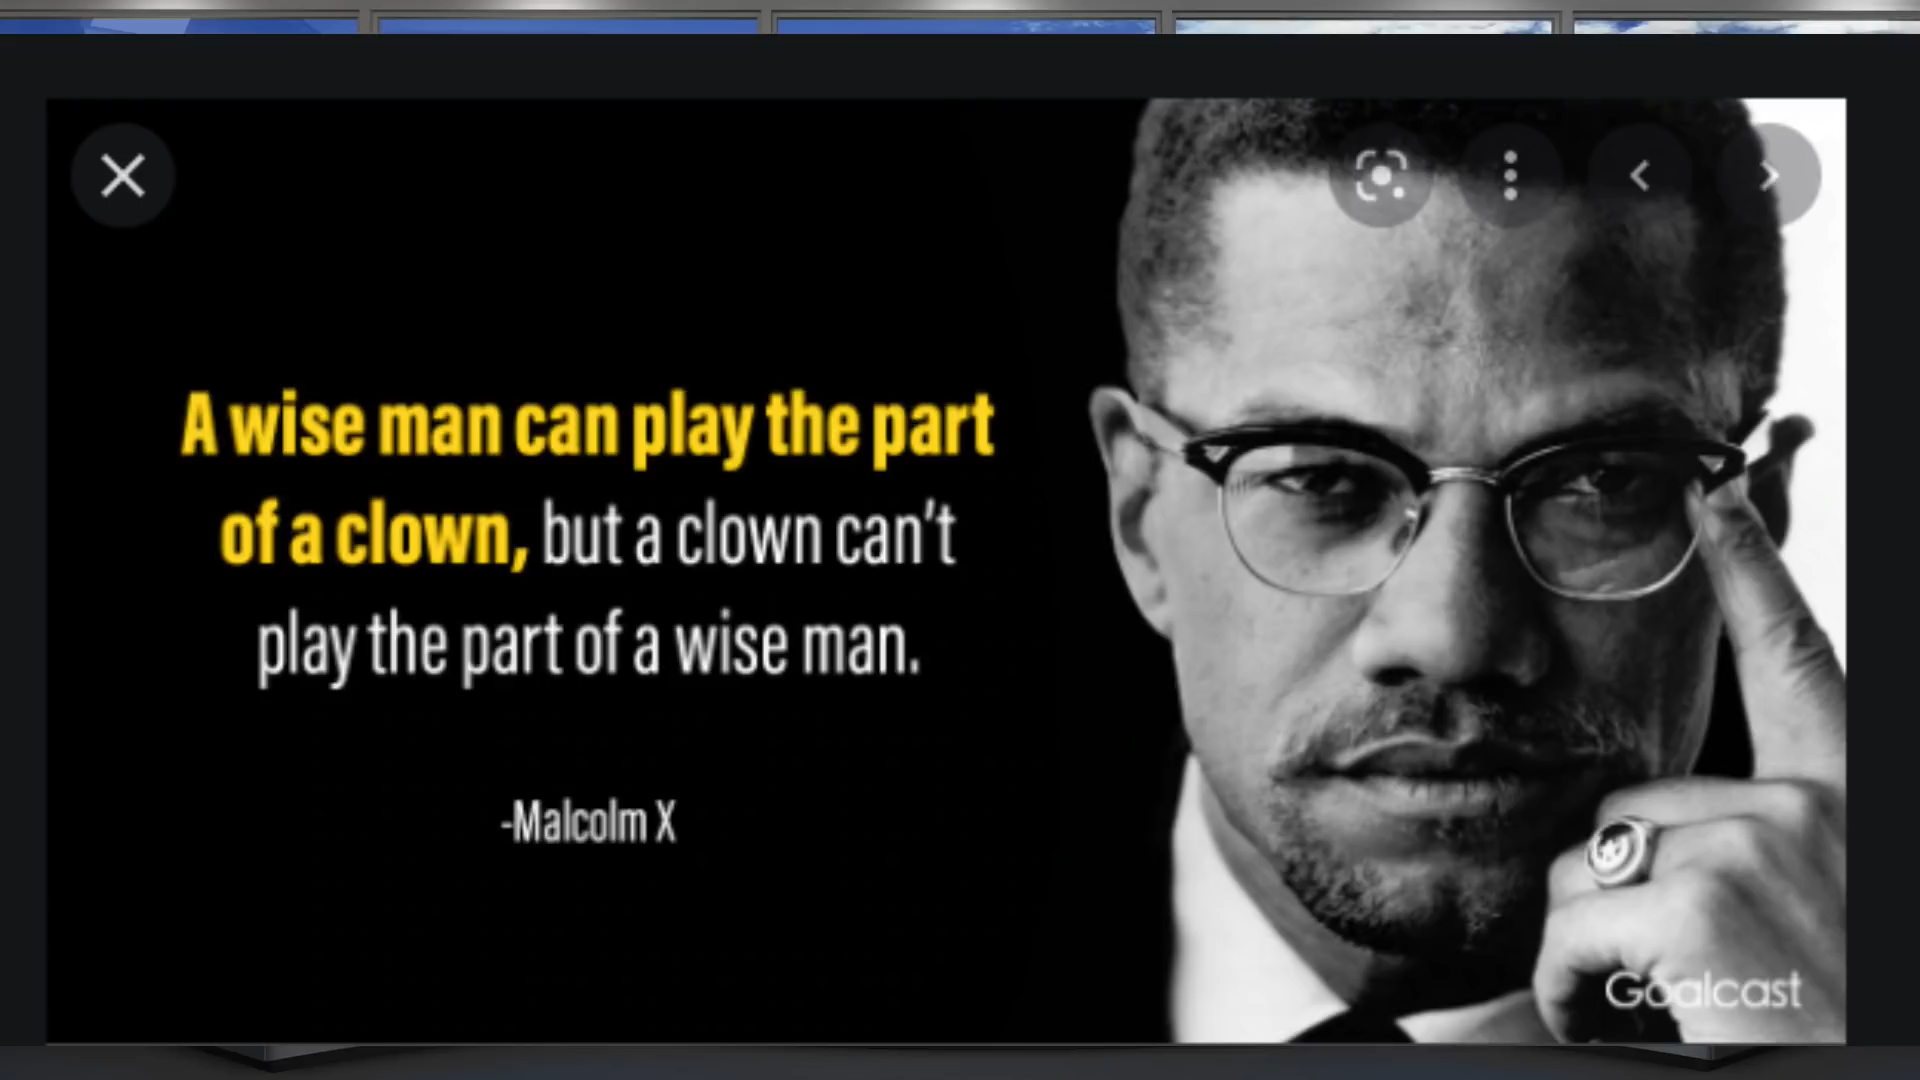 A wise man can play the part
of a clown, but a clown can't
play the part of a wise man.
-Malcolm X
Goalcast